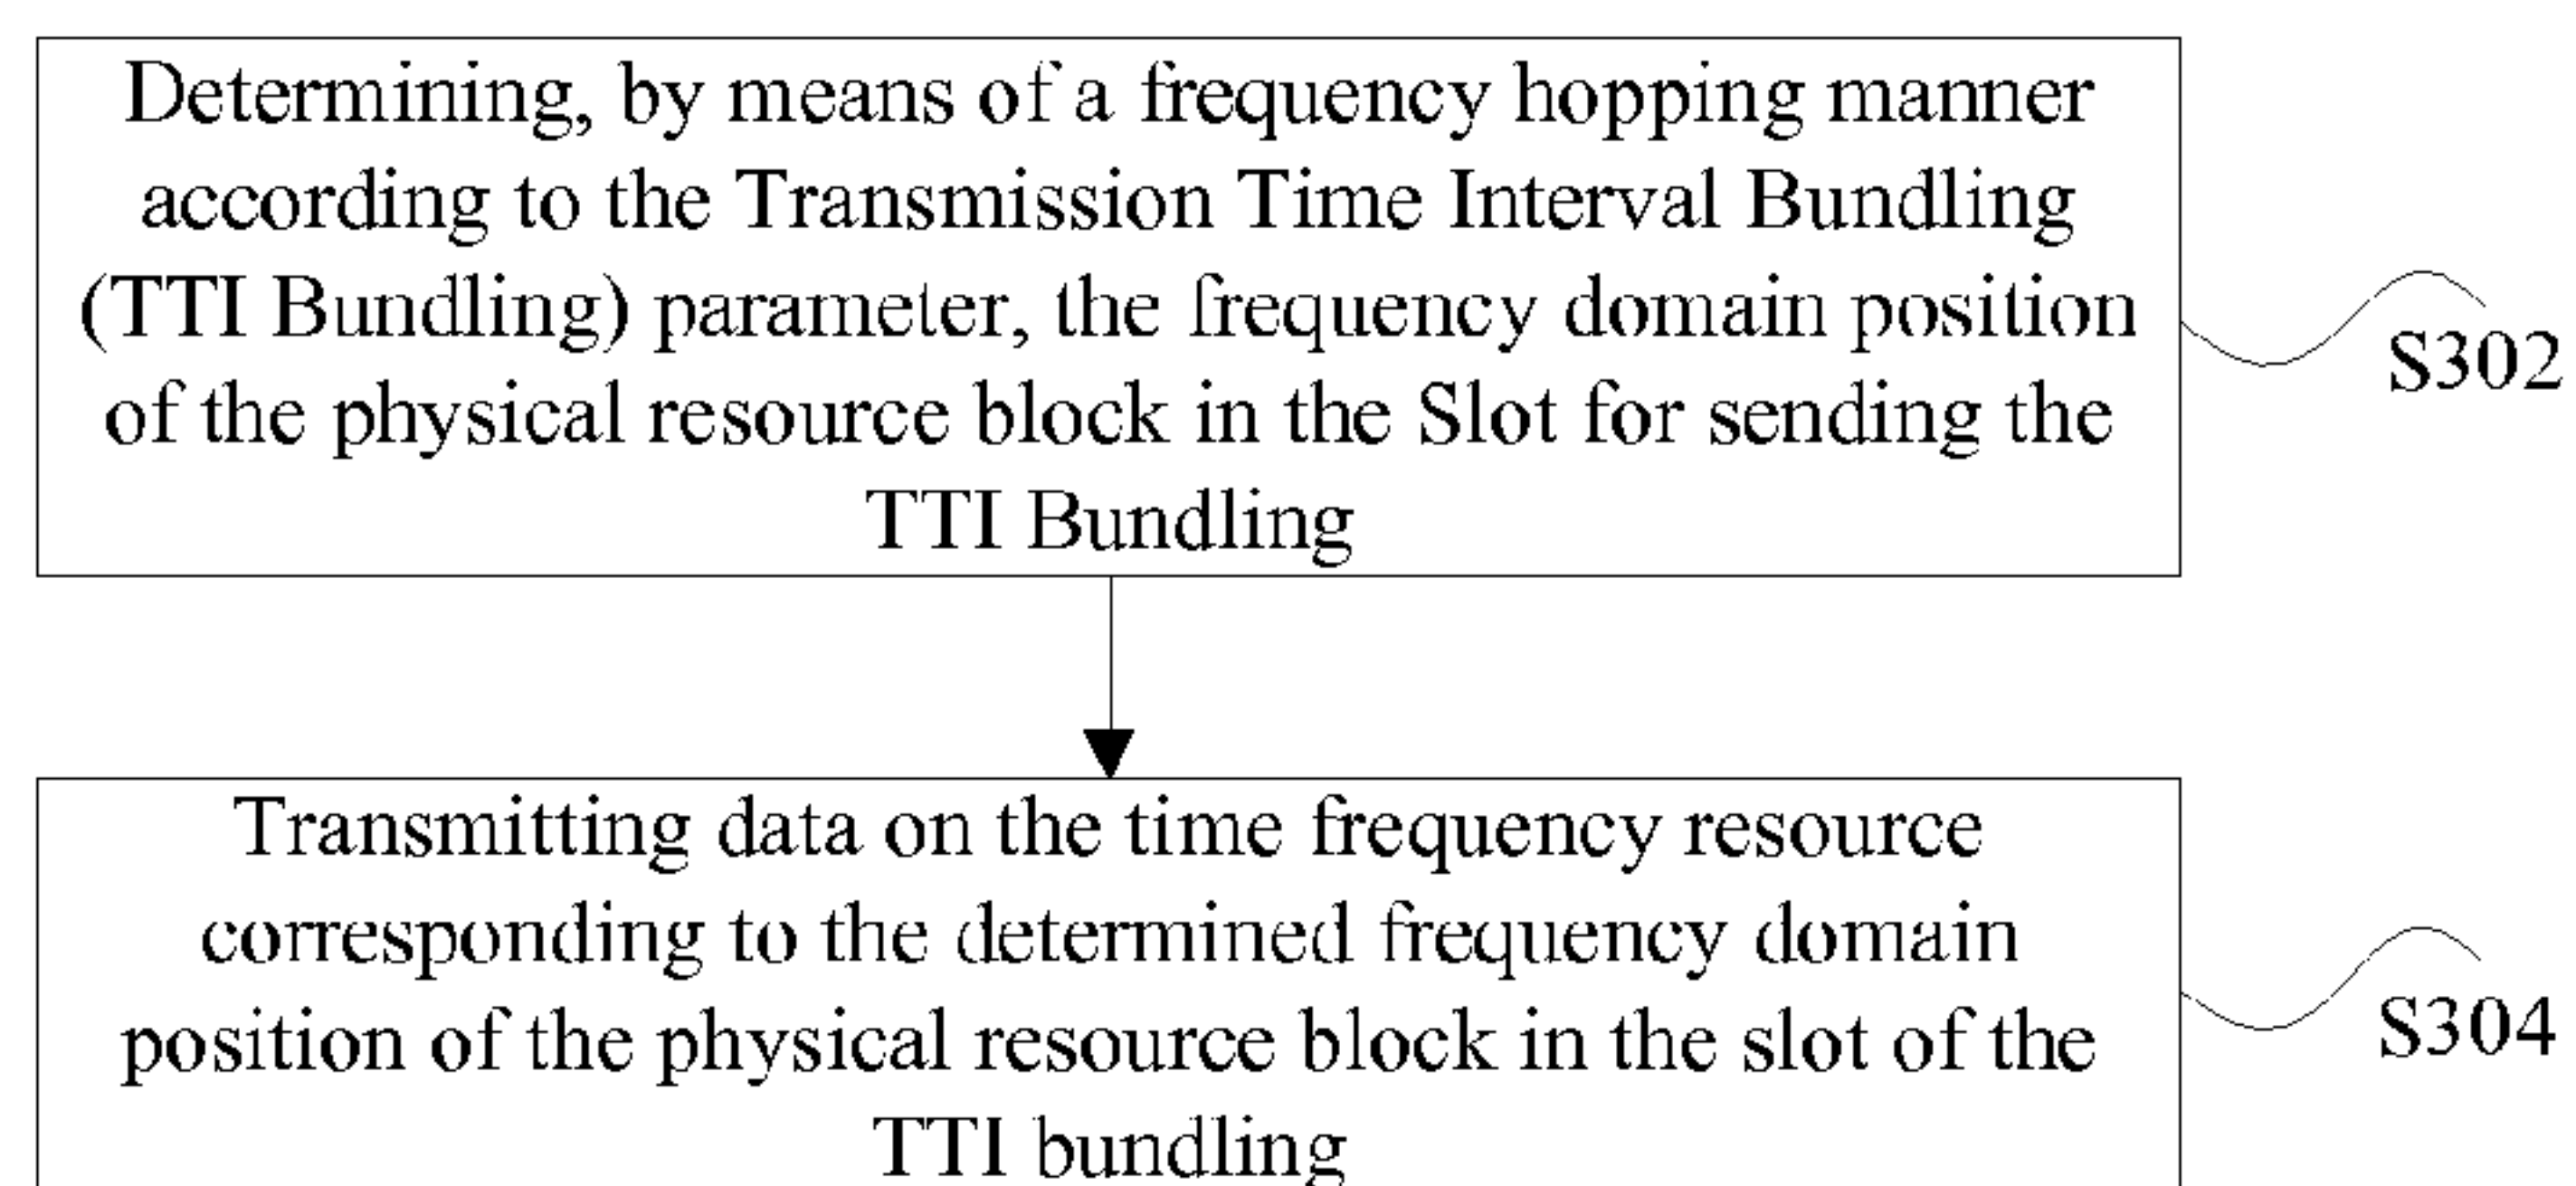 Determining, by means of a frequency hopping manner
according to the Transmission Time Interval Bundling
(TTI Bundling) parameter, the frequency domain position
of the physical resource block in the Slot for sending the
TTI Bundling
S302
Transmitting data on the time frequency resource
corresponding to the determined frequency domain
position of the physical resource block in the slot of the
TTI bundling
S304